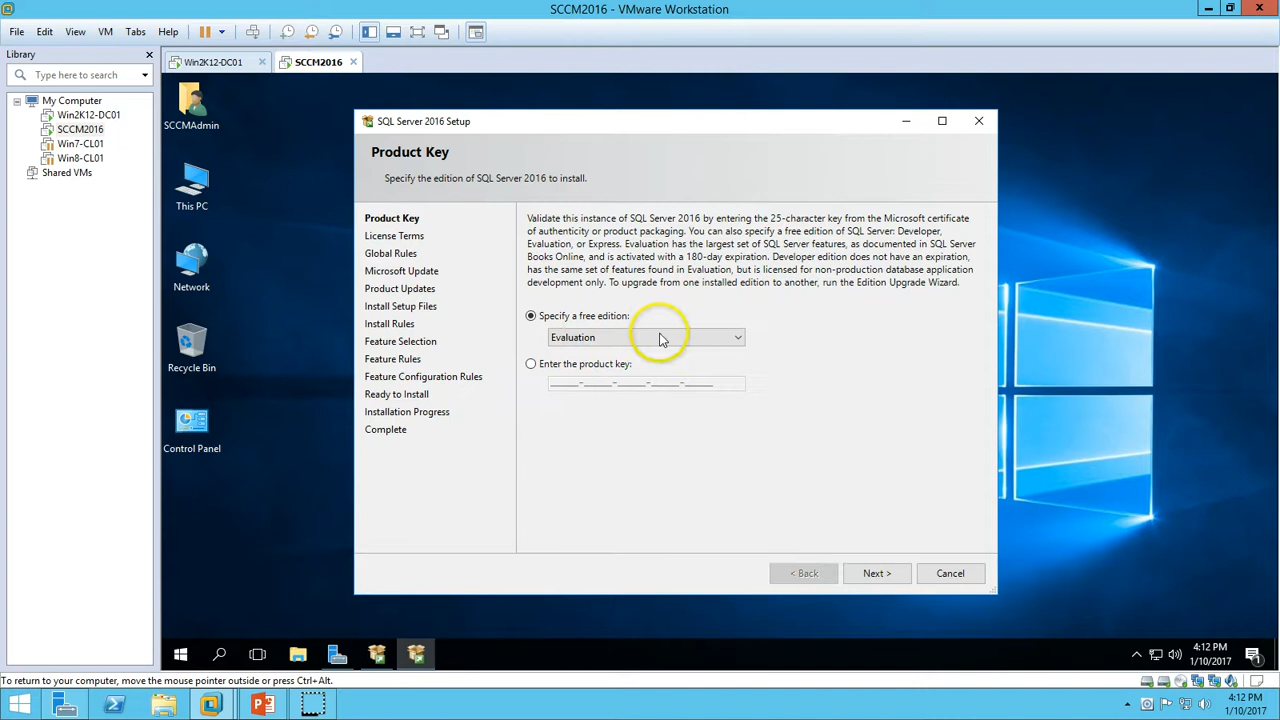 SCCM2016 - VMware Workstation
File Edit View VM Tabs Help
Library
Type here to search
My Computer
Win2K12-DC01
SCCM2016
Win7-CL01
Win8-CL01
Shared VMs
Win2K12-DC01
SCCM2016
SCCMAdmin
This PC
Network
Recycle Bin
Control Panel
SQL Server 2016 Setup
Product Key
Specify the edition of SQL Server 2016 to install.
Product Key
License Terms
Global Rules
Microsoft Update
Product Updates
Install Setup Files
Install Rules
Feature Selection
Feature Rules
Feature Configuration Rules
Ready to Install
Installation Progress
Complete
Validate this instance of SQL Server 2016 by entering the 25-character key from the Microsoft certificate
of authenticity or product packaging. You can also specify a free edition of SQL Server: Developer,
Evaluation, or Express. Evaluation has the largest set of SQL Server features, as documented in SQL Server
Books Online, and is activated with a 180-day expiration. Developer edition does not have an expiration,
has the same set of features found in Evaluation, but is licensed for non-production database application
development only. To upgrade from one installed edition to another, run the Edition Upgrade Wizard.
Specify a free edition:
Evaluation
Enter the product key:
_____-_____-_____-_____-_____
< Back Next > Cancel
4:12 PM
1/10/2017
1
To return to your computer, move the mouse pointer outside or press Ctrl+Alt.
4:12 PM
1/10/2017